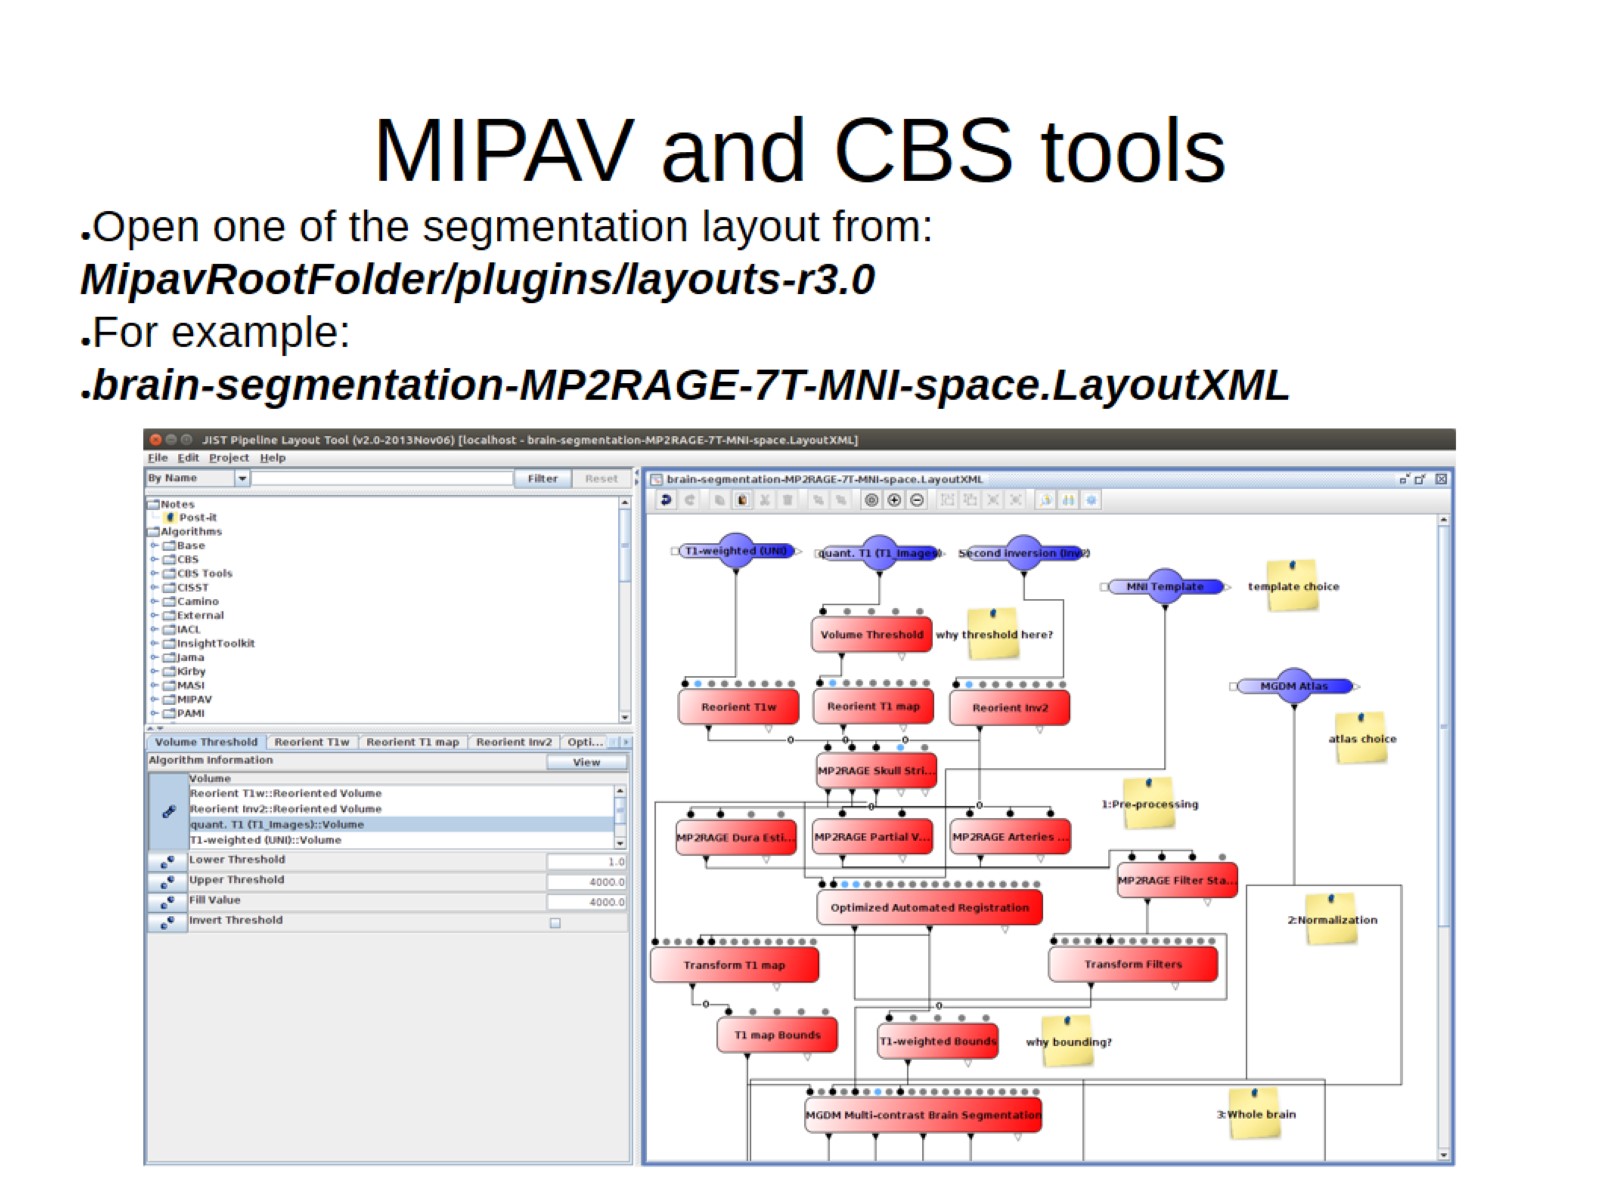 MIPAV and CBS tools
●Open one of the segmentation layout from:
MipavRootFolder/plugins/layouts-r3.0
●For example:
●brain-segmentation-MP2RAGE-7T-MNI-space.LayoutXML
JIST Pipeline Layout Tool (v2.0-2013Nov06) [localhost - brain-segmentation-MP2RAGE-7T-MNI-space.LayoutXML]
File Edit Project Help
By Name Filter Reset
Notes
Post-it
Algorithms
Base
CBS
CBS Tools
CISST
Camino
External
IACL
InsightToolkit
Jama
Kirby
MASI
MIPAV
PAMI
Volume Threshold Reorient T1w Reorient T1 map Reorient Inv2 Opti...
Algorithm Information View
Volume
Reorient T1w::Reoriented Volume
Reorient Inv2::Reoriented Volume
quant. T1 (T1_Images)::Volume
T1-weighted (UNI)::Volume
Lower Threshold 1.0
Upper Threshold 4000.0
Fill Value 4000.0
Invert Threshold
brain-segmentation-MP2RAGE-7T-MNI-space.LayoutXML
T1-weighted (UNI) quant. T1 (T1_Images) Second inversion (Inv2)
MNI Template template choice
Volume Threshold why threshold here?
MGDM Atlas
Reorient T1w Reorient T1 map Reorient Inv2
atlas choice
0 0 0
MP2RAGE Skull Stri...
1:Pre-processing
0 0
MP2RAGE Dura Esti... MP2RAGE Partial V... MP2RAGE Arteries ...
MP2RAGE Filter Sta...
Optimized Automated Registration
2:Normalization
Transform T1 map Transform Filters
0 0
T1 map Bounds T1-weighted Bounds why bounding?
MGDM Multi-contrast Brain Segmentation 3:Whole brain